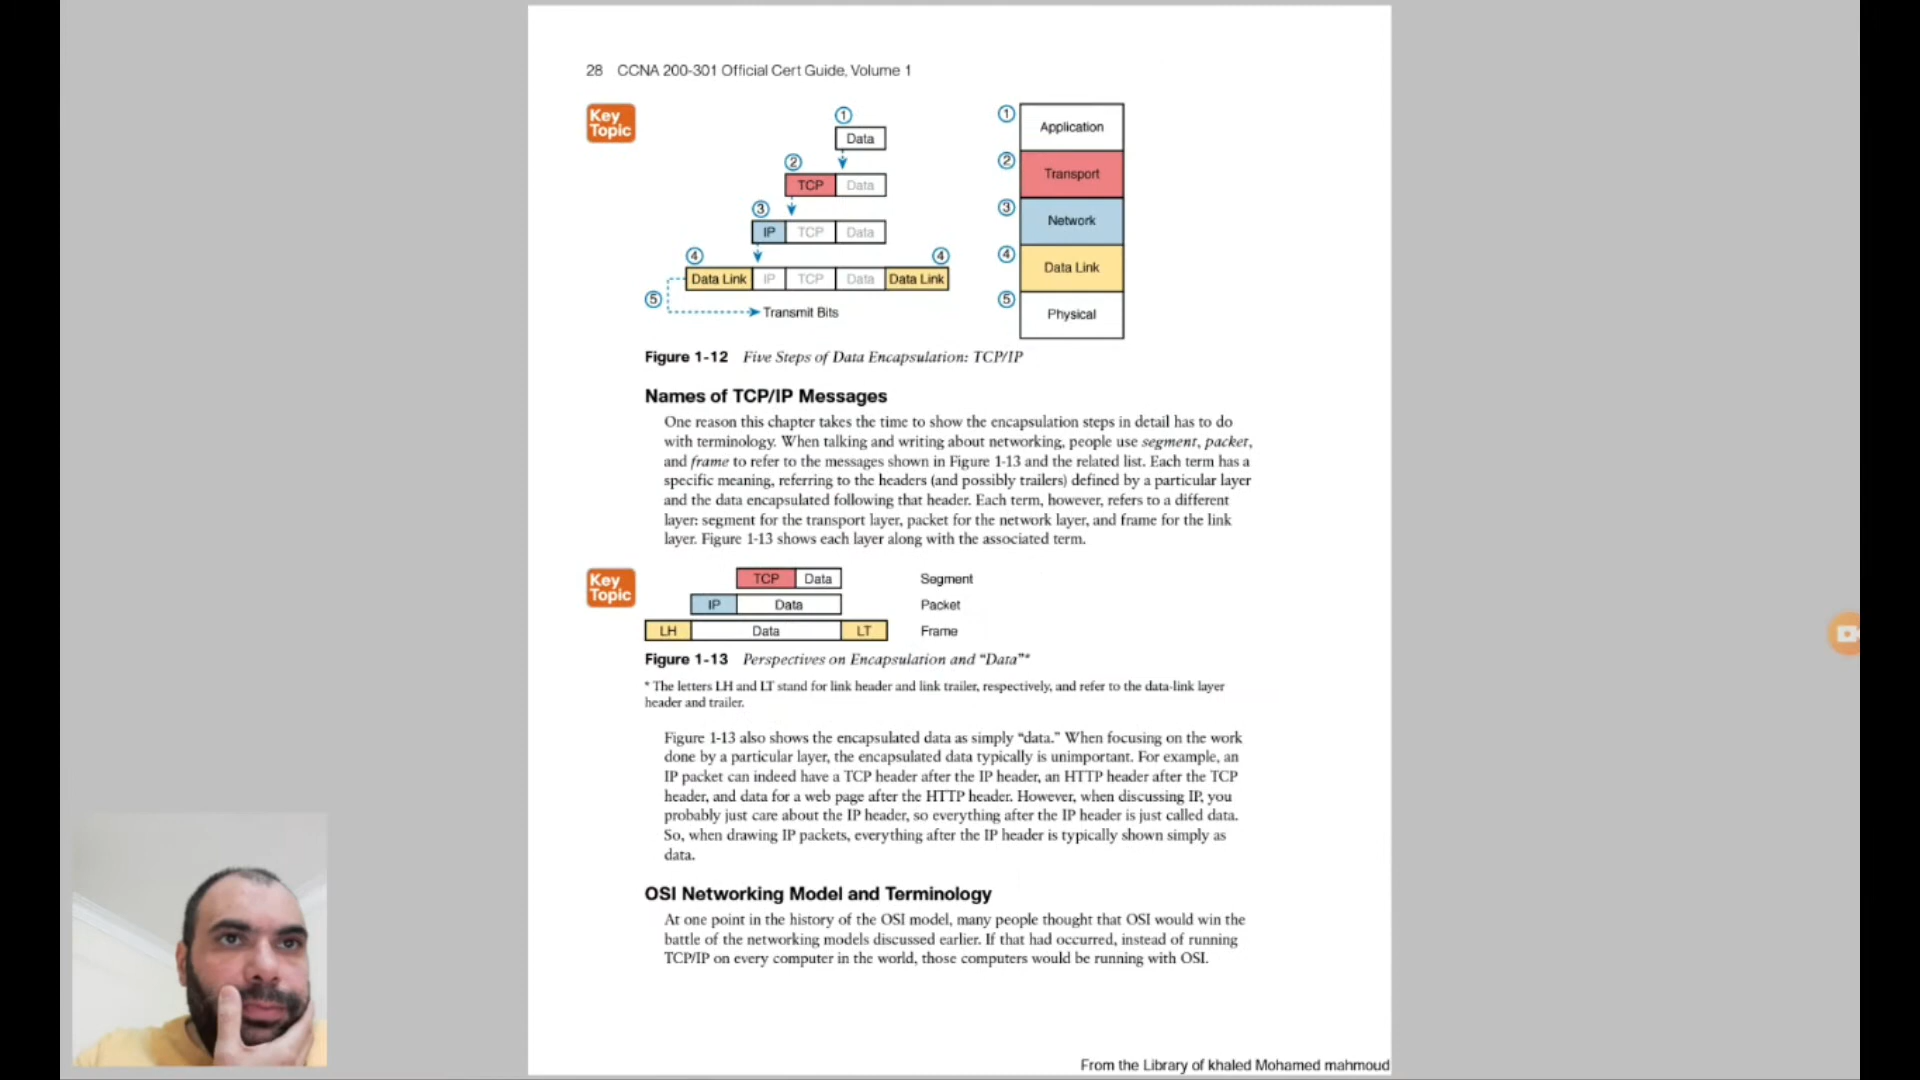 28 CCNA 200-301 Official Cert Guide, Volume 1
Key
Topic
①
Data
②
TCP Data
③
IP TCP Data
④ ④
Data Link IP TCP Data Data Link
⑤
Transmit Bits
① Application
② Transport
③ Network
④ Data Link
⑤ Physical
Figure 1-12 Five Steps of Data Encapsulation: TCP/IP
Names of TCP/IP Messages
One reason this chapter takes the time to show the encapsulation steps in detail has to do
with terminology. When talking and writing about networking, people use segment, packet,
and frame to refer to the messages shown in Figure 1-13 and the related list. Each term has a
specific meaning, referring to the headers (and possibly trailers) defined by a particular layer
and the data encapsulated following that header. Each term, however, refers to a different
layer: segment for the transport layer, packet for the network layer, and frame for the link
layer. Figure 1-13 shows each layer along with the associated term.
Key
Topic
TCP Data Segment
IP Data Packet
LH Data LT Frame
Figure 1-13 Perspectives on Encapsulation and “Data”*
* The letters LH and LT stand for link header and link trailer, respectively, and refer to the data-link layer
header and trailer.
Figure 1-13 also shows the encapsulated data as simply “data.” When focusing on the work
done by a particular layer, the encapsulated data typically is unimportant. For example, an
IP packet can indeed have a TCP header after the IP header, an HTTP header after the TCP
header, and data for a web page after the HTTP header. However, when discussing IP, you
probably just care about the IP header, so everything after the IP header is just called data.
So, when drawing IP packets, everything after the IP header is typically shown simply as
data.
OSI Networking Model and Terminology
At one point in the history of the OSI model, many people thought that OSI would win the
battle of the networking models discussed earlier. If that had occurred, instead of running
TCP/IP on every computer in the world, those computers would be running with OSI.
From the Library of khaled Mohamed mahmoud